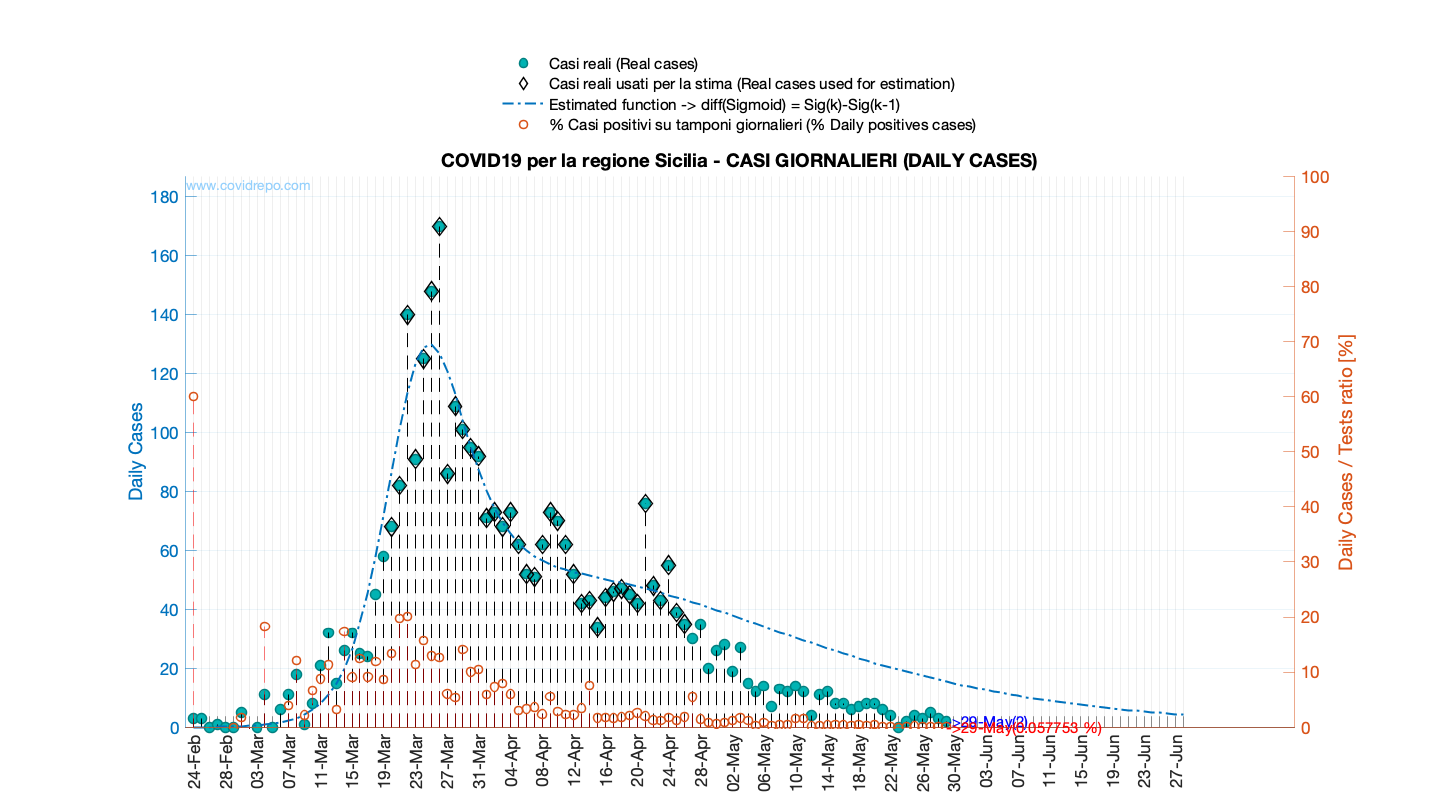 Casi reali (Real cases)
Casi reali usati per la stima (Real cases used for estimation)
Estimated function -> diff(Sigmoid) = Sig(k)-Sig(k-1)
% Casi positivi su tamponi giornalieri (% Daily positives cases)
COVID19 per la regione Sicilia - CASI GIORNALIERI (DAILY CASES)
www.covidrepo.com
Daily Cases
180
160
140
120
100
80
60
40
20
0
100
90
80
70
60
50
40
30
20
10
0
Daily Cases / Tests ratio [%]
->29-May(2)
->29-May(0.057753 %)
24-Feb
28-Feb
03-Mar
07-Mar
11-Mar
15-Mar
19-Mar
23-Mar
27-Mar
31-Mar
04-Apr
08-Apr
12-Apr
16-Apr
20-Apr
24-Apr
28-Apr
02-May
06-May
10-May
14-May
18-May
22-May
26-May
30-May
03-Jun
07-Jun
11-Jun
15-Jun
19-Jun
23-Jun
27-Jun